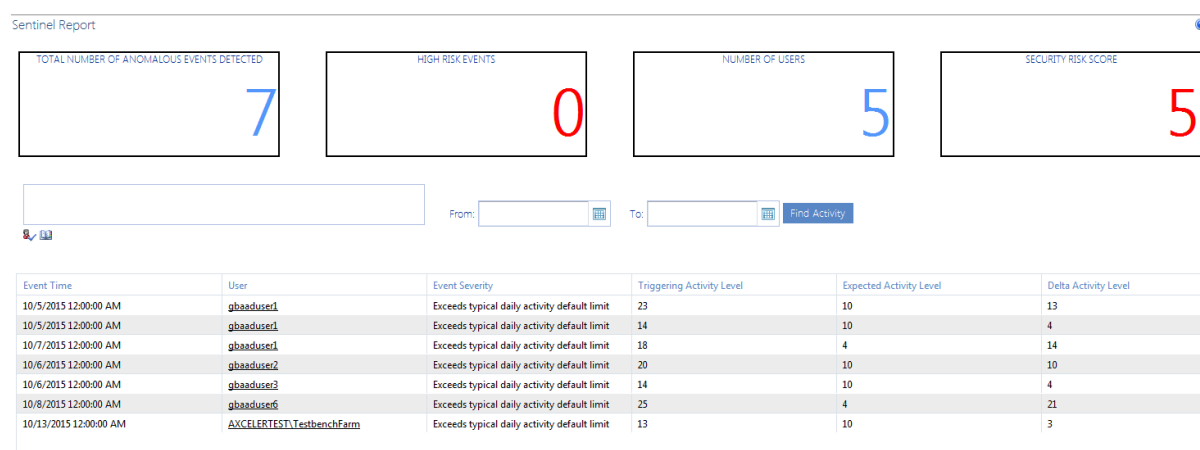 Sentinel Report
TOTAL NUMBER OF ANOMALOUS EVENTS DETECTED HIGH RISK EVENTS NUMBER OF USERS SECURITY RISK SCORE
7 0 5 5
From: To: Find Activity
Event Time User Event Severity Triggering Activity Level Expected Activity Level Delta Activity Level
10/5/2015 12:00:00 AM gbaaduser1 Exceeds typical daily activity default limit 23 10 13
10/5/2015 12:00:00 AM gbaaduser1 Exceeds typical daily activity default limit 14 10 4
10/7/2015 12:00:00 AM gbaaduser1 Exceeds typical daily activity default limit 18 4 14
10/6/2015 12:00:00 AM gbaaduser2 Exceeds typical daily activity default limit 20 10 10
10/6/2015 12:00:00 AM gbaaduser3 Exceeds typical daily activity default limit 14 10 4
10/8/2015 12:00:00 AM gbaaduser6 Exceeds typical daily activity default limit 25 4 21
10/13/2015 12:00:00 AM AXCELERTEST\TestbenchFarm Exceeds typical daily activity default limit 13 10 3